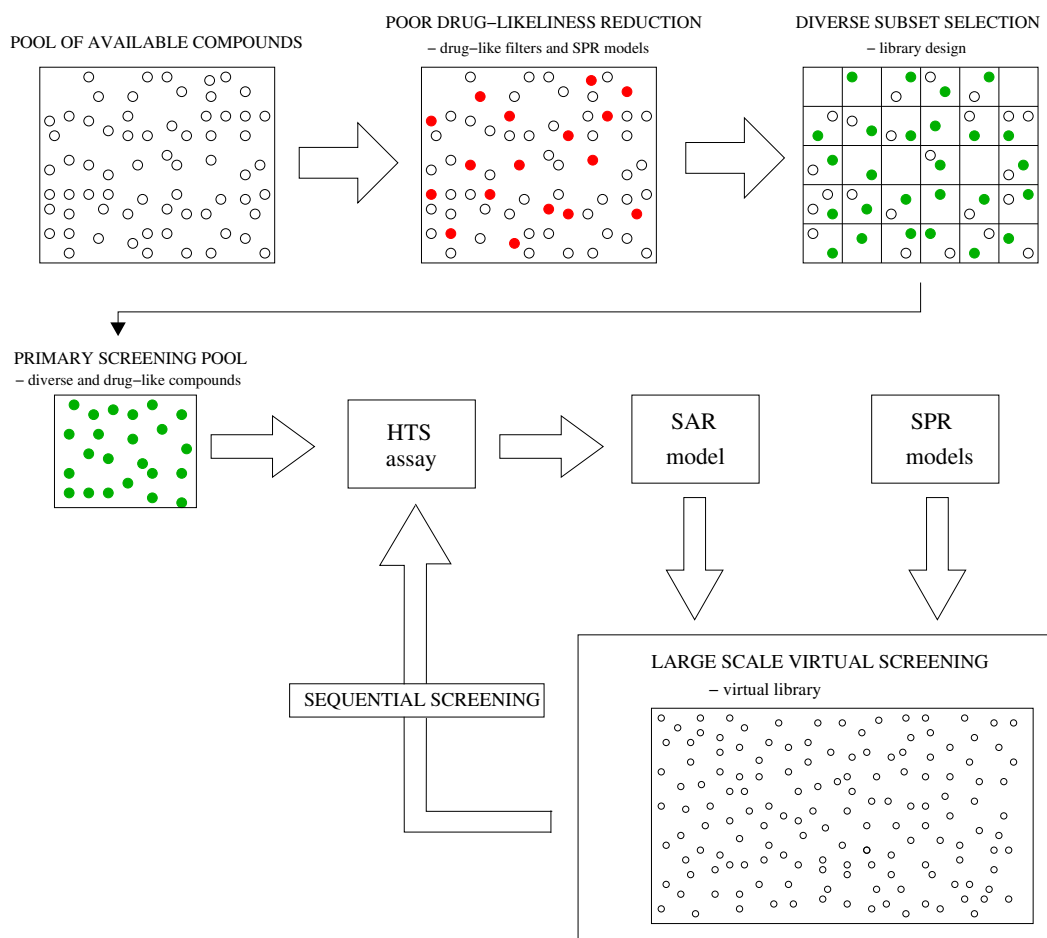 POOL OF AVAILABLE COMPOUNDS
POOR DRUG−LIKELINESS REDUCTION
− drug−like filters and SPR models
DIVERSE SUBSET SELECTION
− library design
PRIMARY SCREENING POOL
− diverse and drug−like compounds
HTS
assay
SAR
model
SPR
models
SEQUENTIAL SCREENING
LARGE SCALE VIRTUAL SCREENING
− virtual library